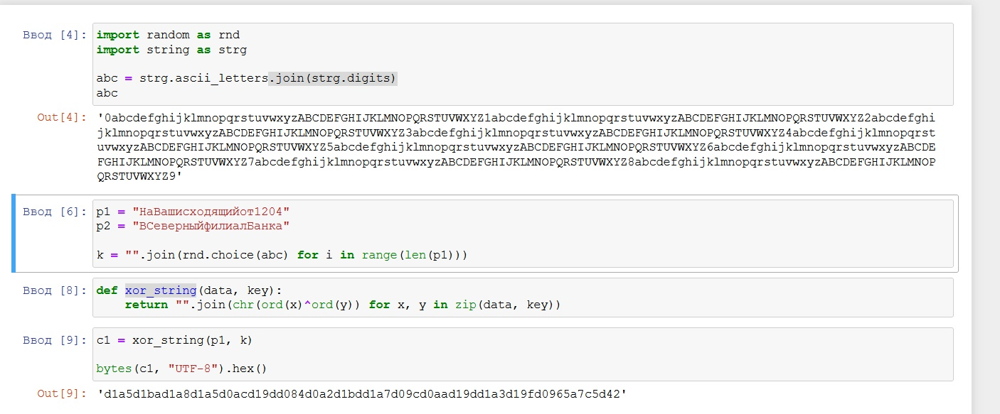 Ввод [4]: import random as rnd
import string as strg
abc = strg.ascii_letters.join(strg.digits)
abc
Out[4]: '0abcdefghijklmnopqrstuvwxyzABCDEFGHIJKLMNOPQRSTUVWXYZ1abcdefghijklmnopqrstuvwxyzABCDEFGHIJKLMNOPQRSTUVWXYZ2abcdefghi
jklmnopqrstuvwxyzABCDEFGHIJKLMNOPQRSTUVWXYZ3abcdefghijklmnopqrstuvwxyzABCDEFGHIJKLMNOPQRSTUVWXYZ4abcdefghijklmnopqrst
uvwxyzABCDEFGHIJKLMNOPQRSTUVWXYZ5abcdefghijklmnopqrstuvwxyzABCDEFGHIJKLMNOPQRSTUVWXYZ6abcdefghijklmnopqrstuvwxyzABCDE
FGHIJKLMNOPQRSTUVWXYZ7abcdefghijklmnopqrstuvwxyzABCDEFGHIJKLMNOPQRSTUVWXYZ8abcdefghijklmnopqrstuvwxyzABCDEFGHIJKLMNOP
QRSTUVWXYZ9'
Ввод [6]: p1 = "НаВашисходящийот1204"
p2 = "ВСеверныйфилиалБанка"
k = "".join(rnd.choice(abc) for i in range(len(p1)))
Ввод [8]: def xor_string(data, key):
return "".join(chr(ord(x)^ord(y)) for x, y in zip(data, key))
Ввод [9]: c1 = xor_string(p1, k)
bytes(c1, "UTF-8").hex()
Out[9]: 'd1a5d1bad1a8d1a5d0acd19dd084d0a2d1bdd1a7d09cd0aad19dd1a3d19fd0965a7c5d42'